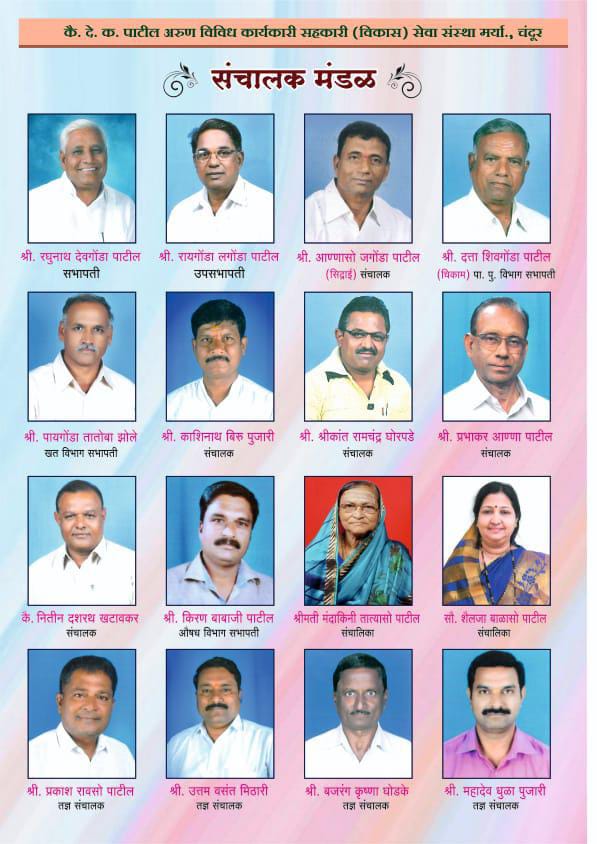 कै. दे. क. पाटील अरुण विविध कार्यकारी सहकारी (विकास) सेवा संस्था मर्या., चंदूर
संचालक मंडळ
श्री. रघुनाथ देवगोंडा पाटील
सभापती
श्री. रायगोंडा लगोंडा पाटील
उपसभापती
श्री. आण्णासो जगोंडा पाटील
(सिद्राई) संचालक
श्री. दत्ता शिवगोंडा पाटील
(चिकाम) पा. पु. विभाग सभापती
श्री. पायगोंडा तातोबा झोले
खत विभाग सभापती
श्री. काशिनाथ बिरु पुजारी
संचालक
श्री. श्रीकांत रामचंद्र घोरपडे
संचालक
श्री. प्रभाकर आण्णा पाटील
संचालक
कै. नितीन दशरथ खटावकर
संचालक
श्री. किरण बाबाजी पाटील
औषध विभाग सभापती
श्रीमती मंदाकिनी तात्यासो पाटील
संचालिका
सौ. शैलजा बाळासो पाटील
संचालिका
श्री. प्रकाश रावसो पाटील
तज्ञ संचालक
श्री. उत्तम वसंत मिठारी
तज्ञ संचालक
श्री. बजरंग कृष्णा घोडके
तज्ञ संचालक
श्री. महादेव धुळा पुजारी
तज्ञ संचालक